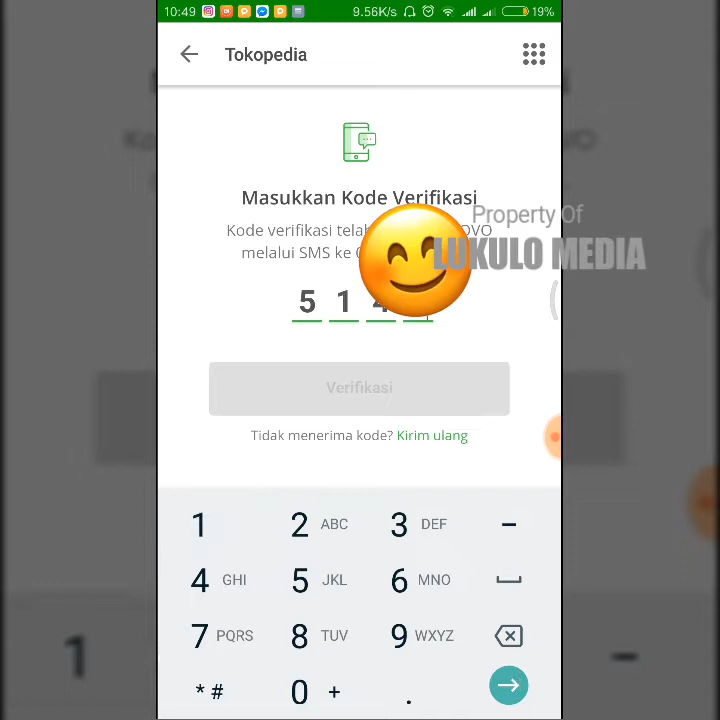 10:49 9.56K/s 19%
Tokopedia
Masukkan Kode Verifikasi
Kode verifikasi OVO
melalui SMS ke
Property Of
LUKULO MEDIA
5 1 4
Verifikasi
Tidak menerima kode? Kirim ulang
1 2 ABC 3 DEF –
4 GHI 5 JKL 6 MNO
7 PQRS 8 TUV 9 WXYZ
* # 0 + .
1 –